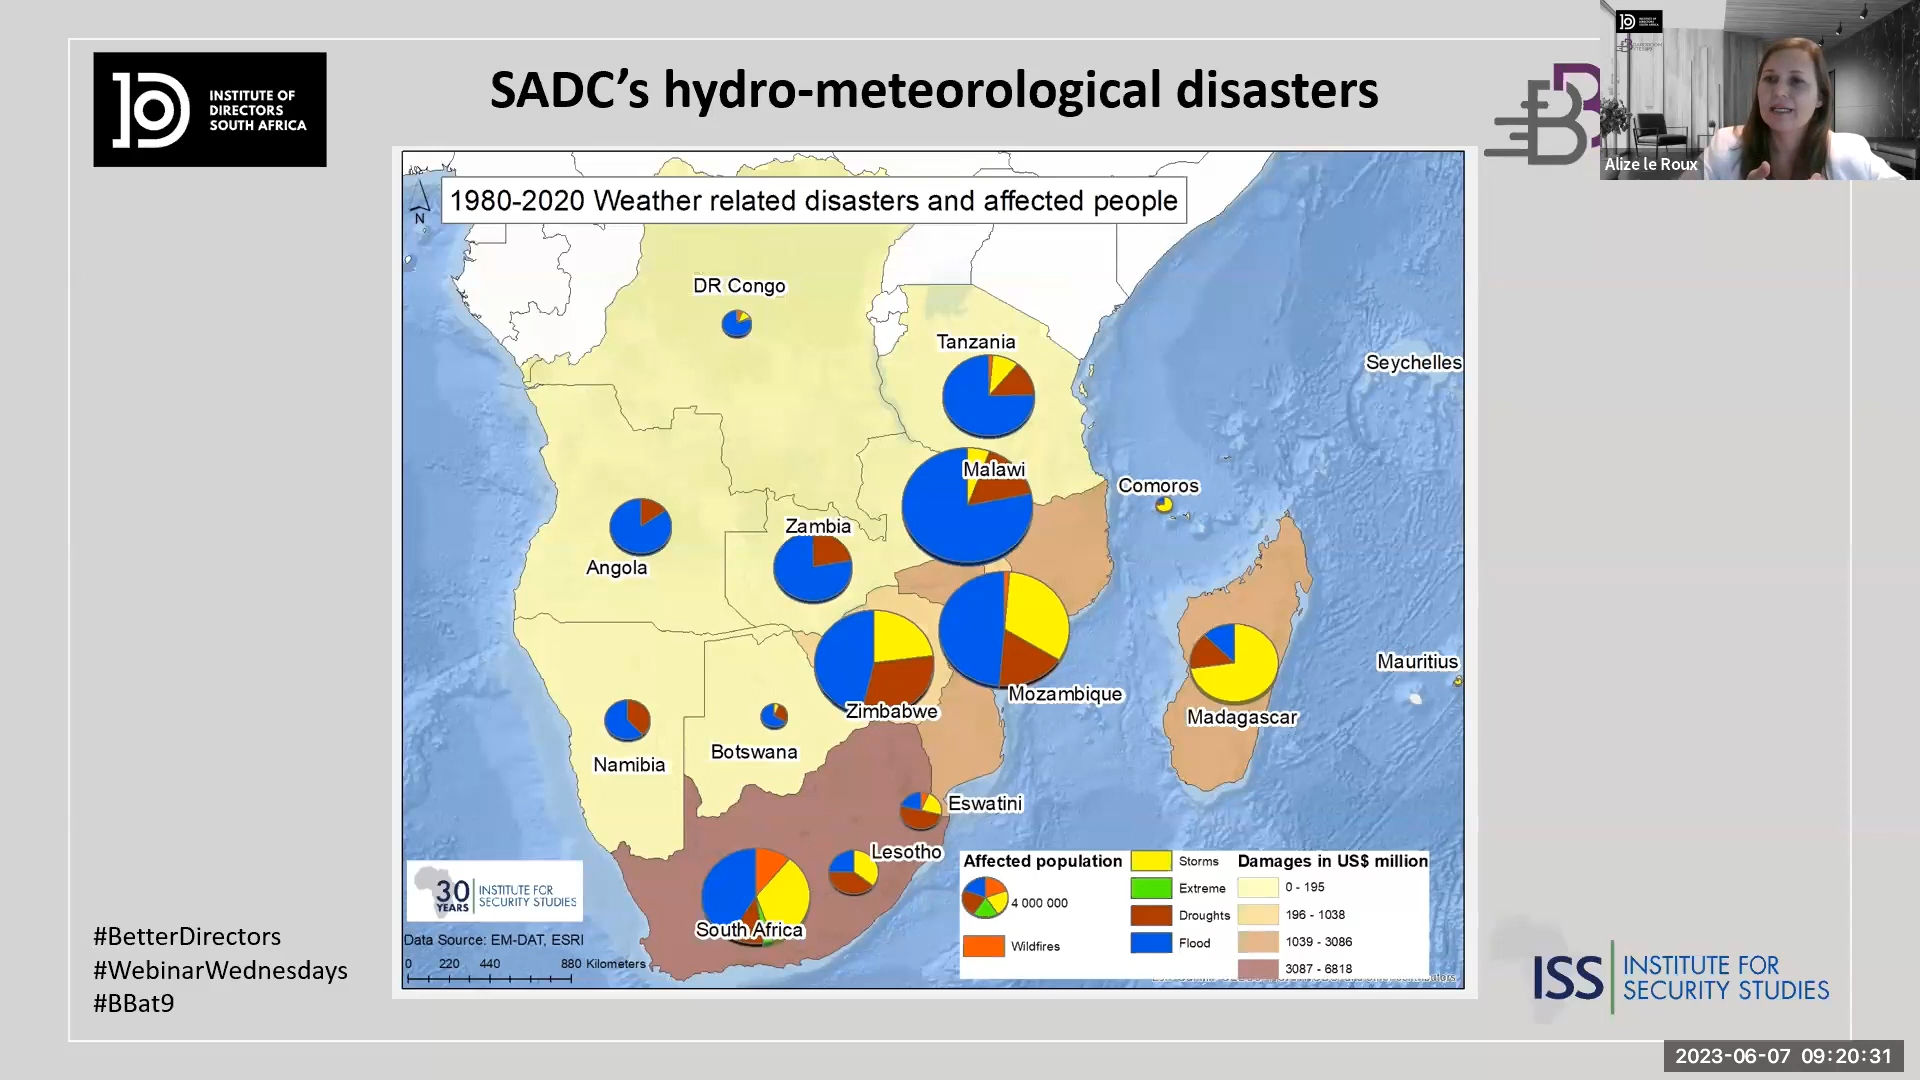 SADC’s hydro-meteorological disasters
INSTITUTE OF
DIRECTORS
SOUTH AFRICA
Alize le Roux
1980-2020 Weather related disasters and affected people
N
DR Congo
Tanzania
Seychelles
Malawi
Comoros
Zambia
Angola
Mauritius
Mozambique
Zimbabwe
Madagascar
Botswana
Namibia
Eswatini
Lesotho
South Africa
30
YEARS
INSTITUTE FOR
SECURITY STUDIES
Data Source: EM-DAT, ESRI
0 220 440 880 Kilometers
Affected population
4 000 000
Wildfires
Storms
Extreme
Droughts
Flood
Damages in US$ million
0 - 195
196 - 1038
1039 - 3086
3087 - 6818
#BetterDirectors
#WebinarWednesdays
#BBat9
ISS
INSTITUTE FOR
SECURITY STUDIES
2023-06-07 09:20:31